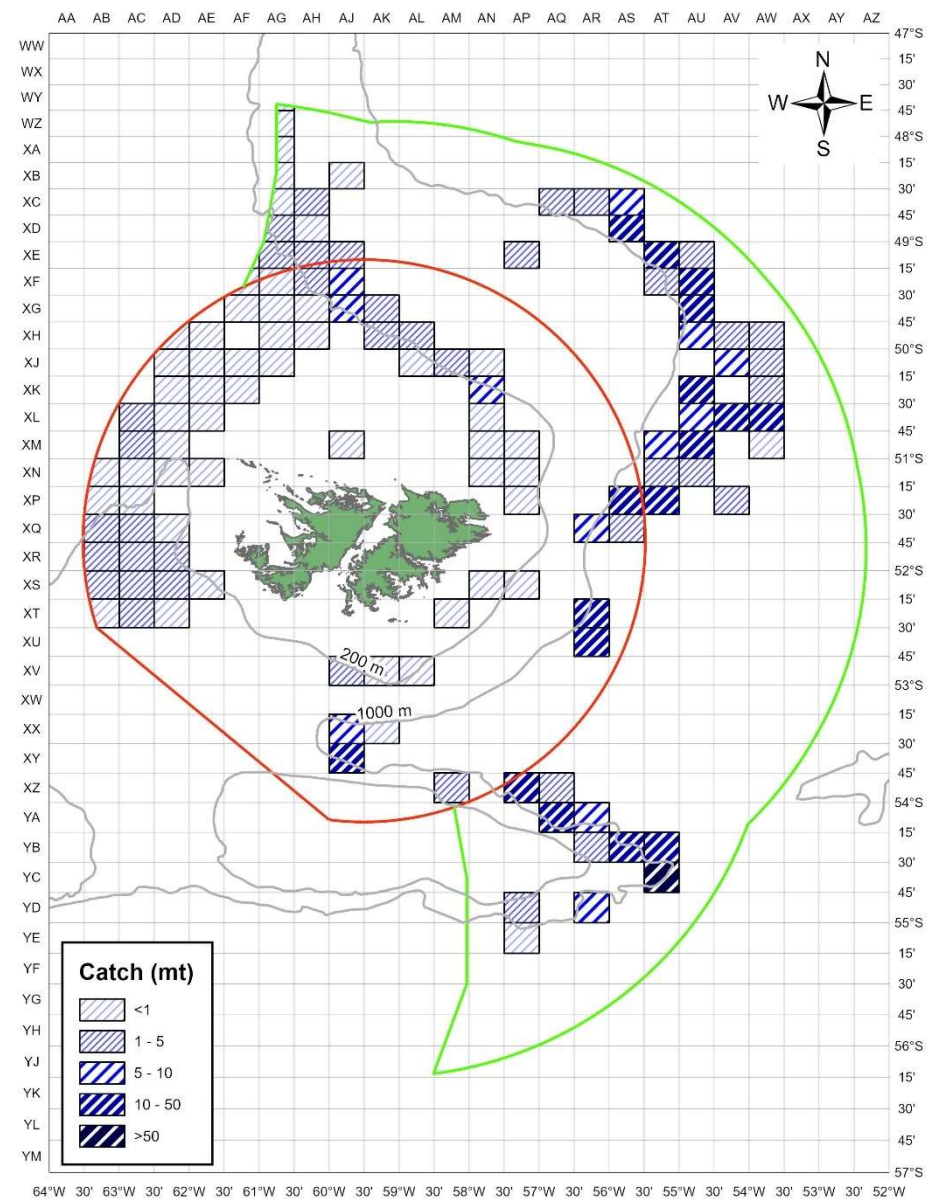 AA AB AC AD AE AF AG AH AJ AK AL AM AN AP AQ AR AS AT AU AV AW AX AY AZ
WW
WX
WY
WZ
XA
XB
XC
XD
XE
XF
XG
XH
XJ
XK
XL
XM
XN
XP
XQ
XR
XS
XT
XU
XV
XW
XX
XY
XZ
YA
YB
YC
YD
YE
YF
YG
YH
YJ
YK
YL
YM
47°S
15'
30'
45'
48°S
15'
30'
45'
49°S
15'
30'
45'
50°S
15'
30'
45'
51°S
15'
30'
45'
52°S
15'
30'
45'
53°S
15'
30'
45'
54°S
15'
30'
45'
55°S
15'
30'
45'
56°S
15'
30'
45'
57°S
N
W E
S
200 m
1000 m
Catch (mt)
<1
1 - 5
5 - 10
10 - 50
>50
64°W 30' 63°W 30' 62°W 30' 61°W 30' 60°W 30' 59°W 30' 58°W 30' 57°W 30' 56°W 30' 55°W 30' 54°W 30' 53°W 30' 52°W